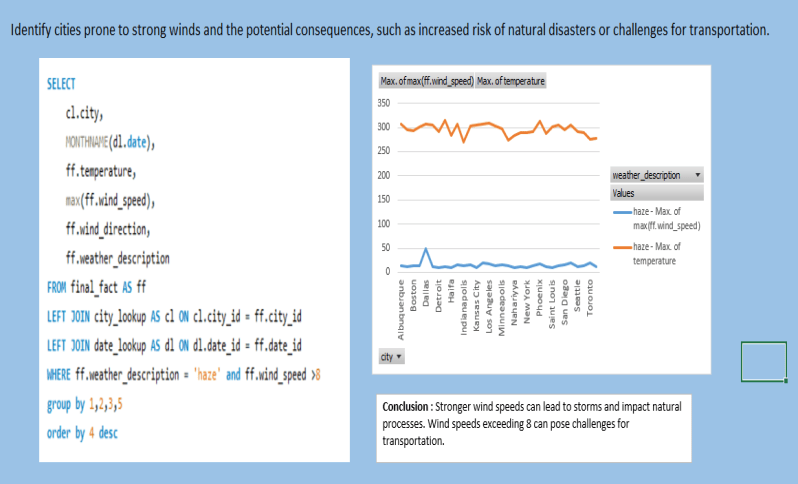 Identify cities prone to strong winds and the potential consequences, such as increased risk of natural disasters or challenges for transportation.
SELECT
cl.city,
MONTHNAME(dl.date),
ff.temperature,
max(ff.wind_speed),
ff.wind_direction,
ff.weather_description
FROM final_fact AS ff
LEFT JOIN city_lookup AS cl ON cl.city_id = ff.city_id
LEFT JOIN date_lookup AS dl ON dl.date_id = ff.date_id
WHERE ff.weather_description = 'haze' and ff.wind_speed >8
group by 1,2,3,5
order by 4 desc
Max. of max(ff.wind_speed) Max. of temperature
350
300
250
200
150
100
50
0
Albuquerque
Boston
Dallas
Detroit
Haifa
Indianapolis
Kansas City
Los Angeles
Minneapolis
Nahariyya
New York
Phoenix
Saint Louis
San Diego
Seattle
Toronto
weather_description
Values
haze - Max. of
max(ff.wind_speed)
haze - Max. of
temperature
city
Conclusion : Stronger wind speeds can lead to storms and impact natural
processes. Wind speeds exceeding 8 can pose challenges for
transportation.